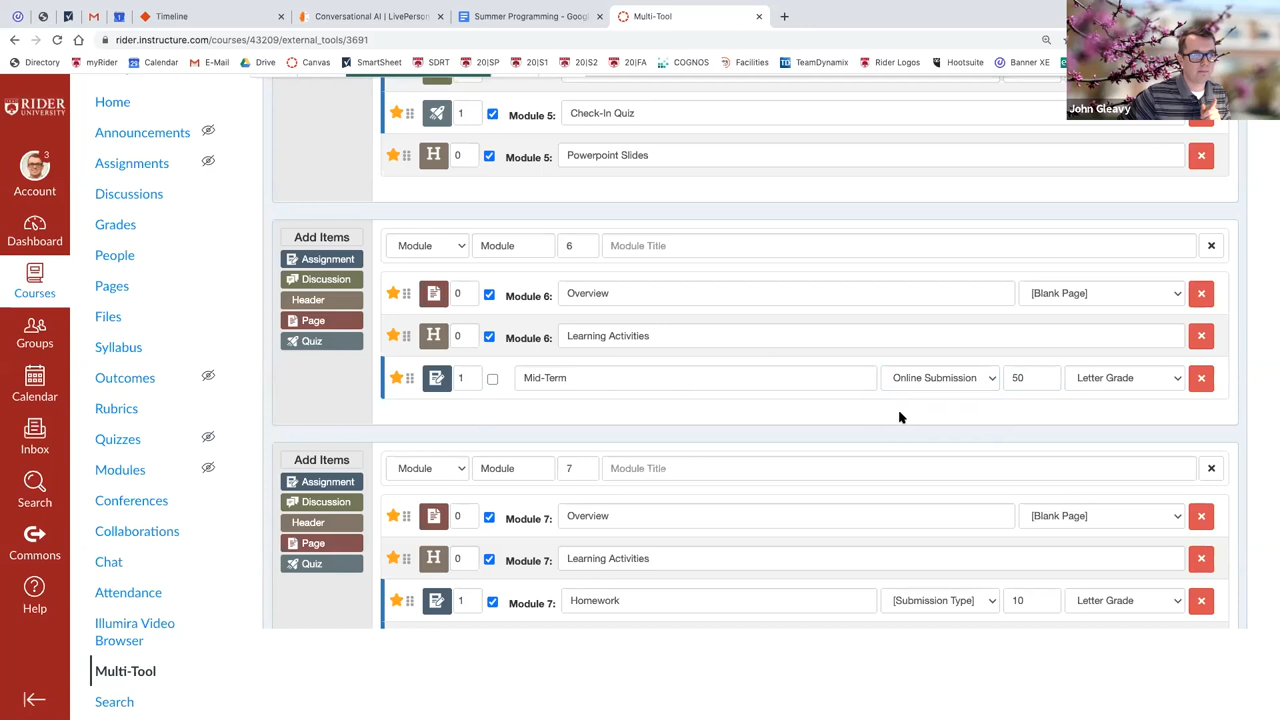 Timeline
Conversational AI | LivePerson
Summer Programming - Google
Multi-Tool
rider.instructure.com/courses/43209/external_tools/3691
Directory myRider Calendar E-Mail Drive Canvas SmartSheet SDRT 20|SP 20|S1 20|S2 20|FA COGNOS Facilities TeamDynamix Rider Logos Hootsuite Banner XE
John Gleavy
RIDER
UNIVERSITY
3
Account
Dashboard
Courses
Groups
Calendar
Inbox
Search
Commons
Help
Home
Announcements
Assignments
Discussions
Grades
People
Pages
Files
Syllabus
Outcomes
Rubrics
Quizzes
Modules
Conferences
Collaborations
Chat
Attendance
Illumira Video
Browser
Multi-Tool
Search
1 Module 5: Check-In Quiz
H 0 Module 5: Powerpoint Slides
Add Items
Assignment
Discussion
Header
Page
Quiz
Module Module 6 Module Title
0 Module 6: Overview [Blank Page]
H 0 Module 6: Learning Activities
1 Mid-Term Online Submission 50 Letter Grade
Add Items
Assignment
Discussion
Header
Page
Quiz
Module Module 7 Module Title
0 Module 7: Overview [Blank Page]
H 0 Module 7: Learning Activities
1 Module 7: Homework [Submission Type] 10 Letter Grade